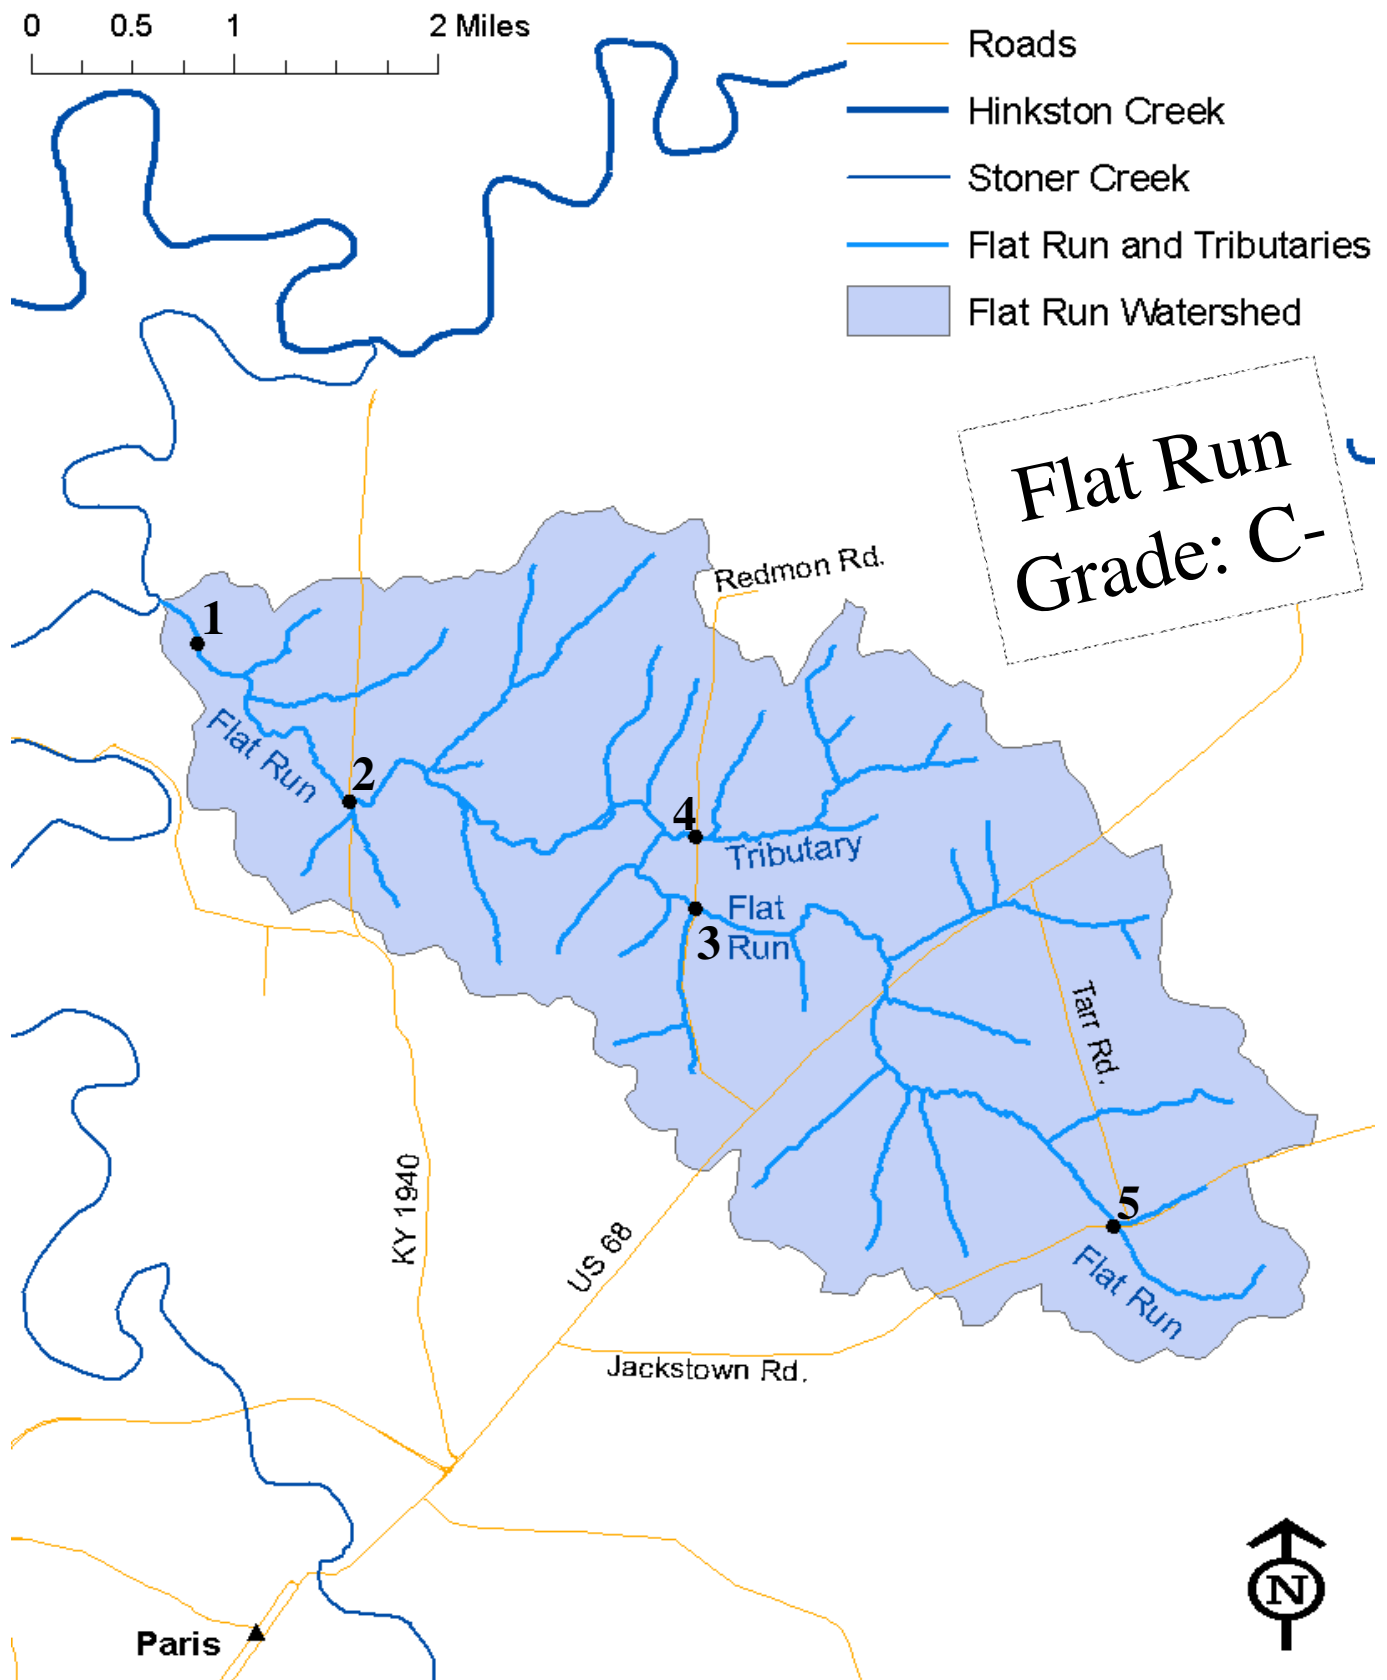 0 0.5 1 2 Miles
Roads
Hinkston Creek
Stoner Creek
Flat Run and Tributaries
Flat Run Watershed
Flat Run
Grade: C-
Redmon Rd.
1
Flat Run
2
4
Tributary
Flat
Run
3
Tarr Rd.
KY 1940
US 68
5
Flat Run
Jackstown Rd.
N
Paris